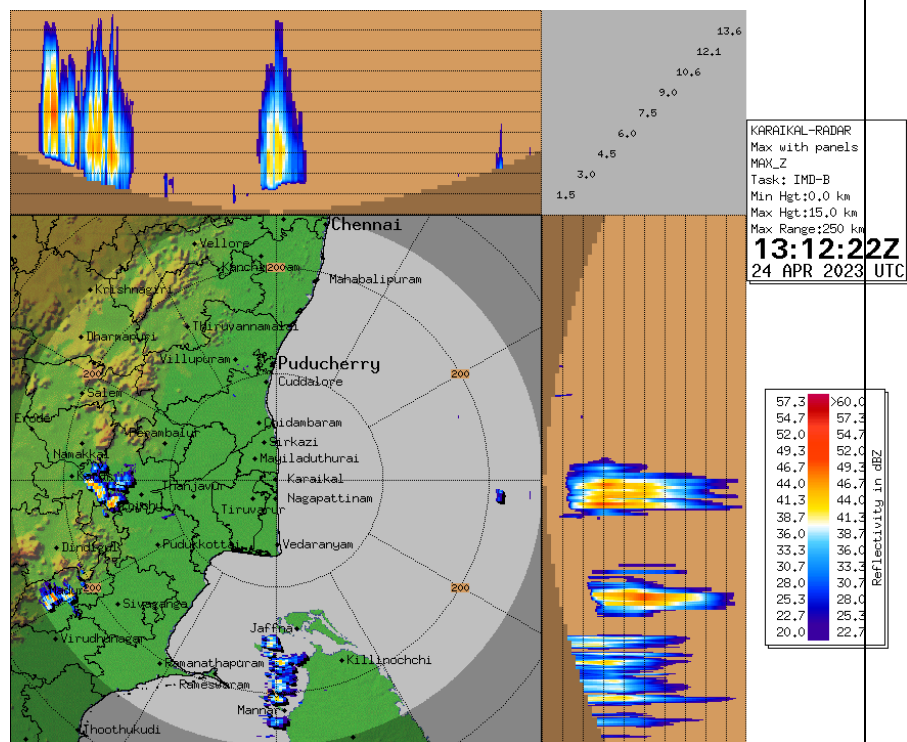 13.6
12.1
10.6
9.0
7.5
6.0
4.5
3.0
1.5
KARAIKAL-RADAR
Max with panels
MAX_Z
Task: IMD-B
Min Hgt:0.0 km
Max Hgt:15.0 km
Max Range:250 km
13:12:22Z
24 APR 2023 UTC
Chennai
Vellore
200
Mahabalipuram
Krishnagiri
Thiruvannamalai
Dharmapuri
Villupuram
Puducherry
200
200
Cuddalore
Salem
Erode
Chidambaram
Perambalur
Sirkazi
Namakkal
Mayiladuthurai
Karaikal
Thanjavur
Nagapattinam
Tiruvarur
Pudukkottai
Vedaranyam
Dindigul
200
200
Sivaganga
Jaffna
Virudhunagar
Ramanathapuram
Killinochchi
Rameswaram
Mannar
Thoothukudi
57.3 >60.0
54.7 57.3
52.0 54.7
49.3 52.0
46.7 49.3
44.0 46.7
41.3 44.0
38.7 41.3
36.0 38.7
33.3 36.0
30.7 33.3
28.0 30.7
25.3 28.0
22.7 25.3
20.0 22.7
Reflectivity in dBZ